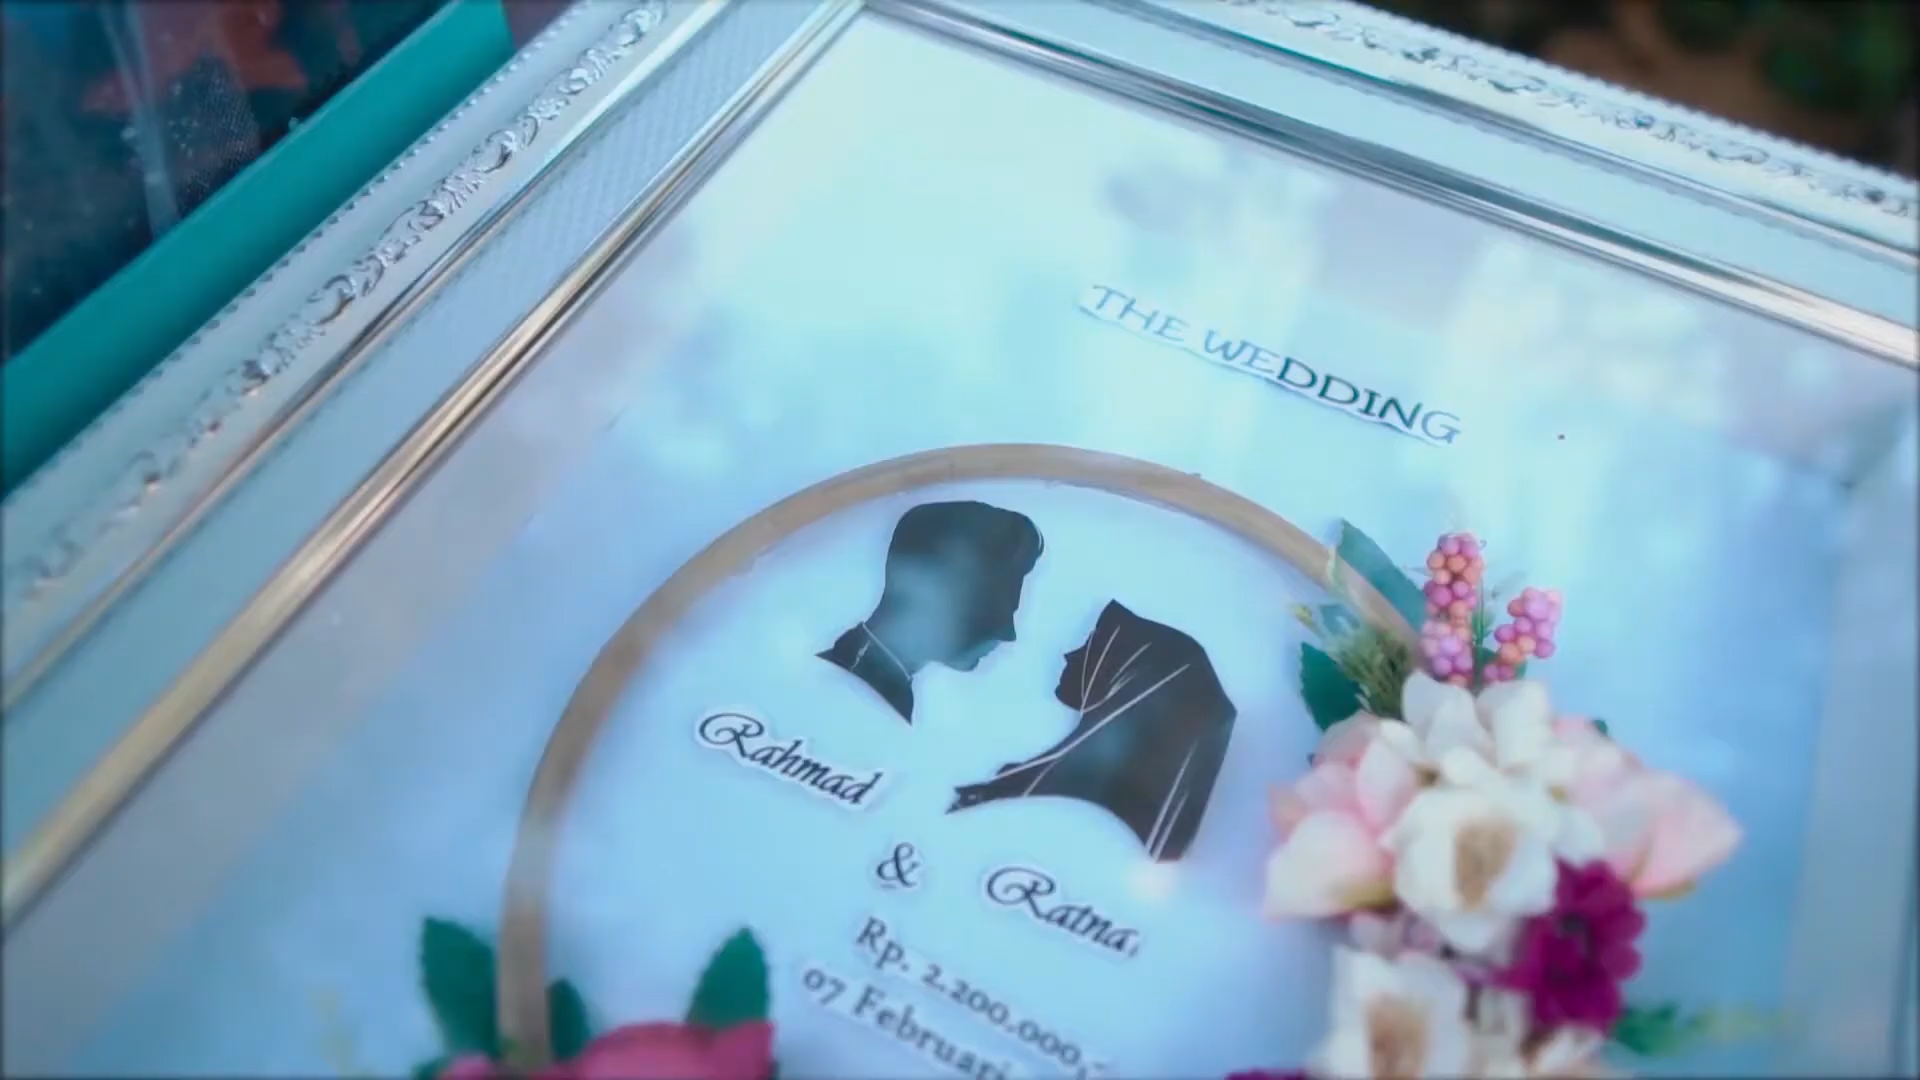 THE WEDDING
Rahmad
&
Ratna
Rp. 2.200.000,-
07 Februari